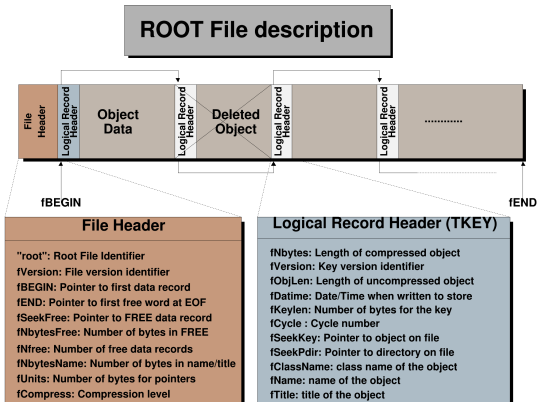 ROOT File description
File
Header
Logical Record
Header
Object
Data
Logical Record
Header
Deleted
Object
Logical Record
Header
Logical Record
Header
............
fBEGIN
fEND
File Header
"root": Root File Identifier
fVersion: File version identifier
fBEGIN: Pointer to first data record
fEND: Pointer to first free word at EOF
fSeekFree: Pointer to FREE data record
fNbytesFree: Number of bytes in FREE
fNfree: Number of free data records
fNbytesName: Number of bytes in name/title
fUnits: Number of bytes for pointers
fCompress: Compression level
Logical Record Header (TKEY)
fNbytes: Length of compressed object
fVersion: Key version identifier
fObjLen: Length of uncompressed object
fDatime: Date/Time when written to store
fKeylen: Number of bytes for the key
fCycle : Cycle number
fSeekKey: Pointer to object on file
fSeekPdir: Pointer to directory on file
fClassName: class name of the object
fName: name of the object
fTitle: title of the object